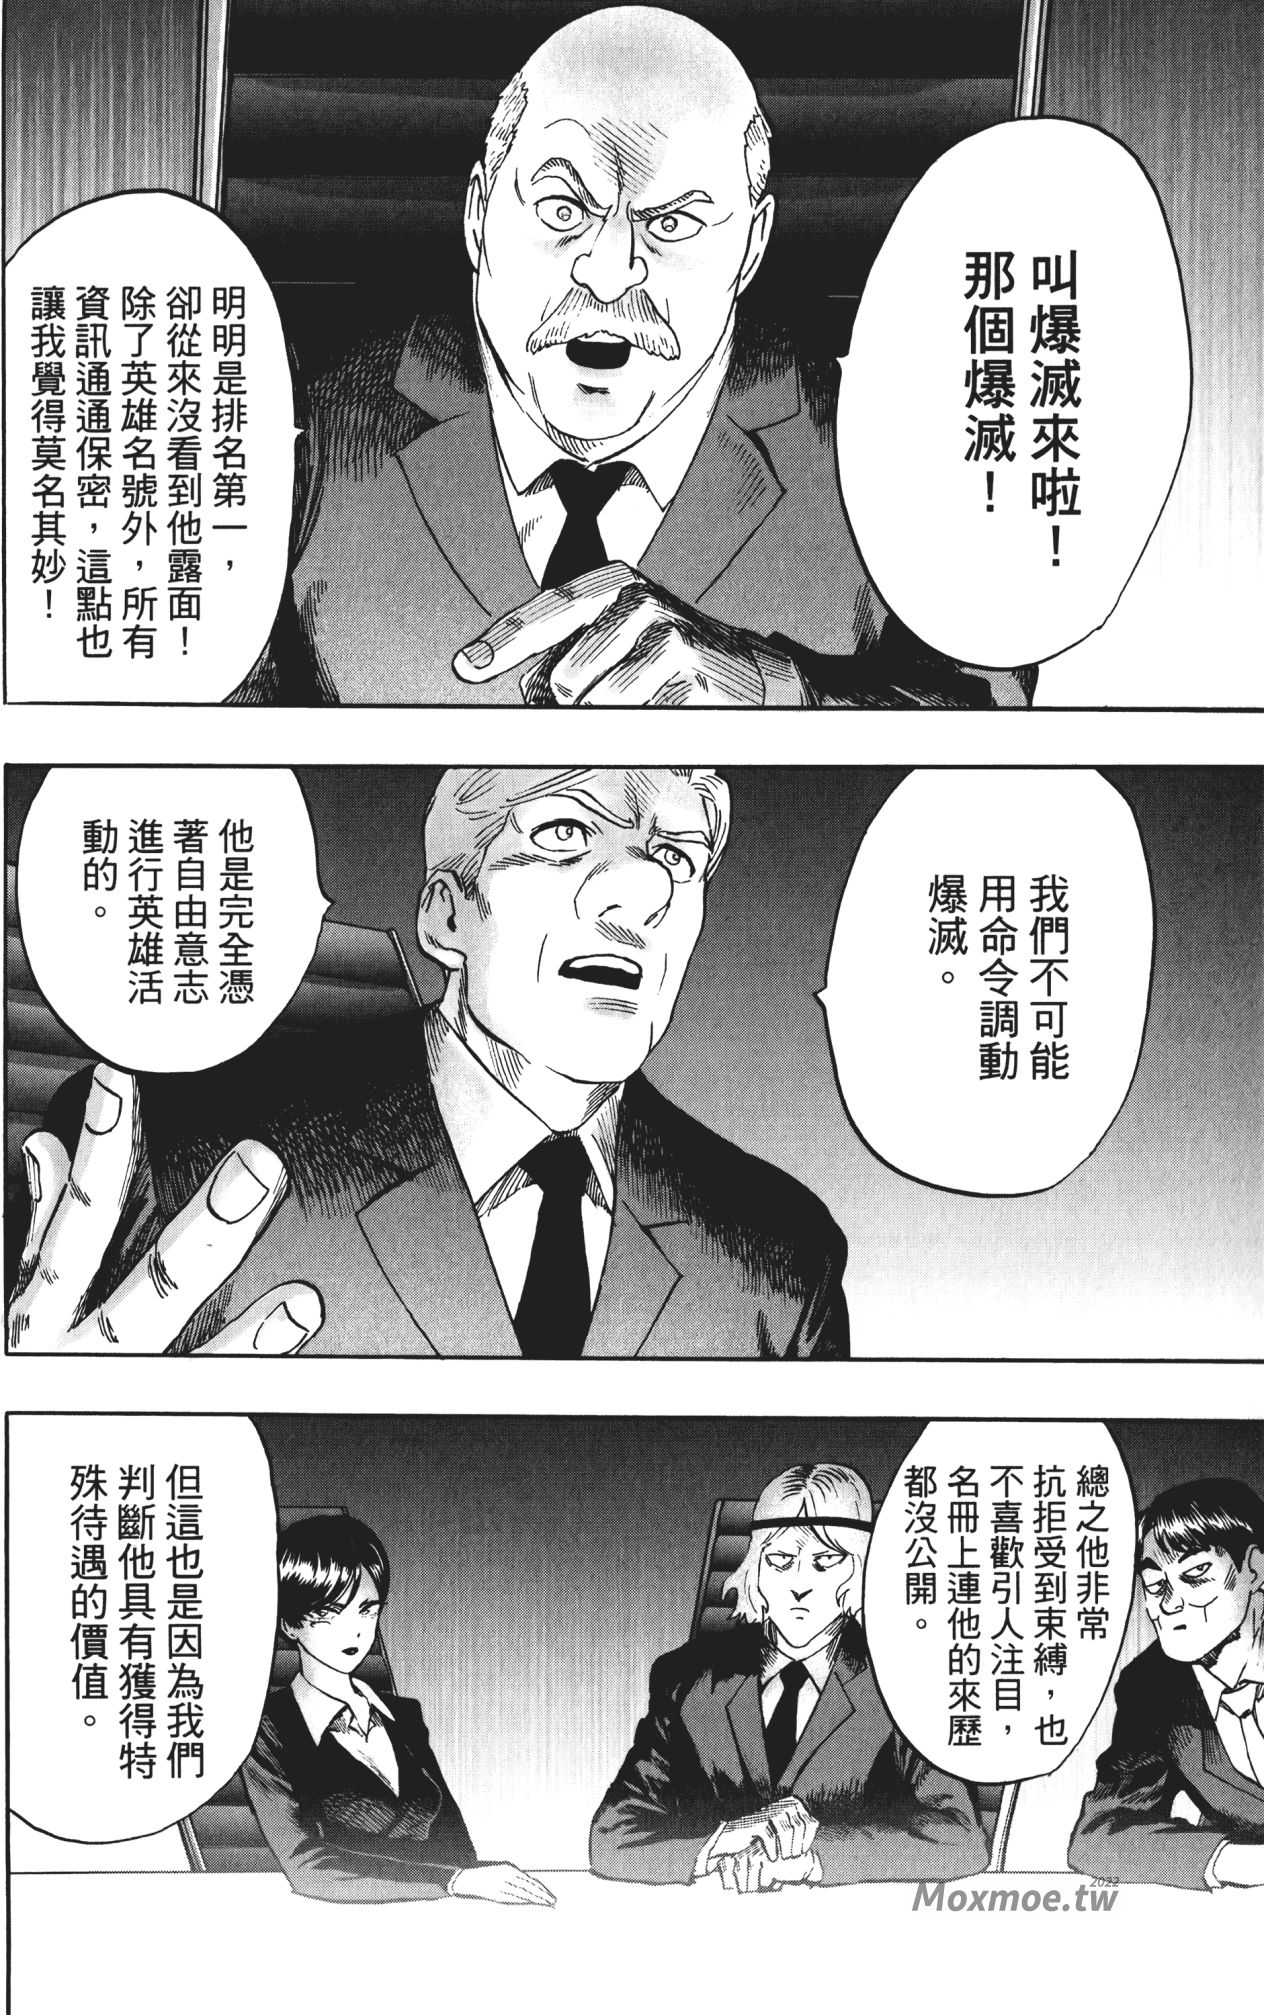 叫爆滅來啦！
那個爆滅！
明明是排名第一，
卻從來沒看到他露面！
除了英雄名號外，所有
資訊通通保密，這點也
讓我覺得莫名其妙！
我們不可能
用命令調動
爆滅。
他是完全憑
著自由意志
進行英雄活
動的。
總之他非常
抗拒受到束縛，也
不喜歡引人注目，
名冊上連他的來歷
都沒公開。
但這也是因為我們
判斷他具有獲得特
殊待遇的價值。
2022
Moxmoe.tw